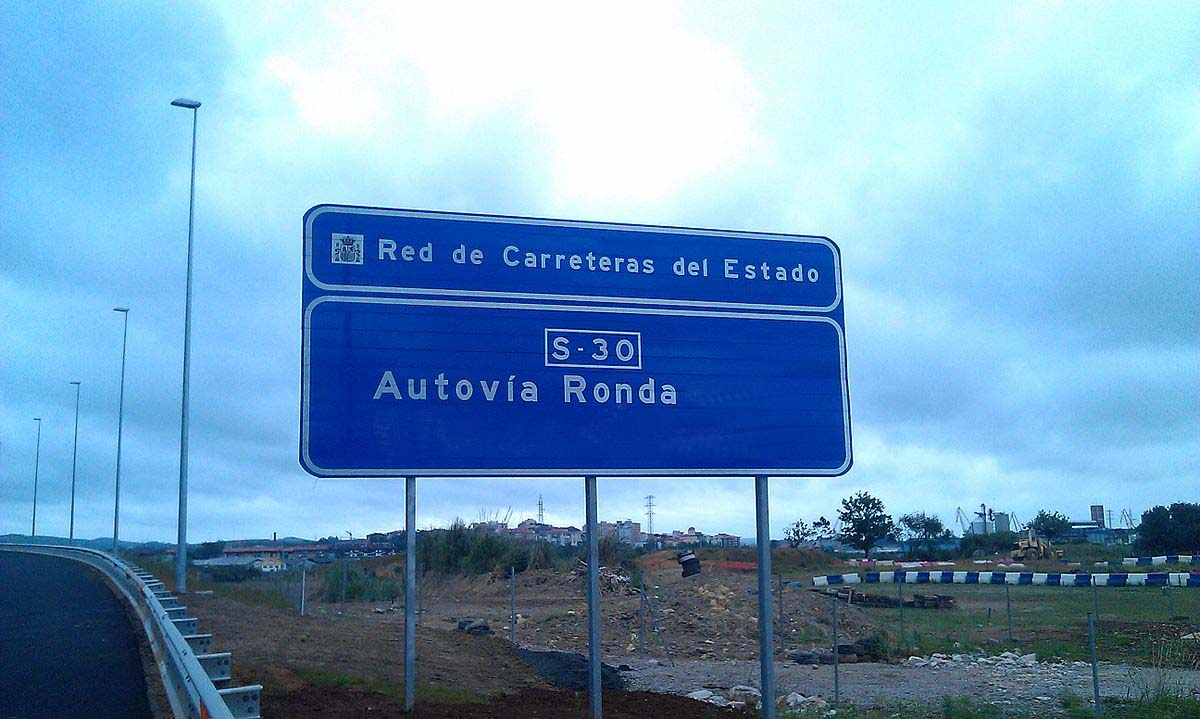 Red de Carreteras del Estado
S-30
Autovía Ronda